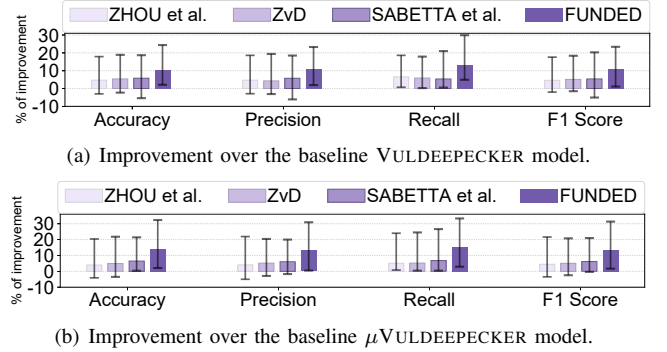 ZHOU et al. ZvD SABETTA et al. FUNDED
% of improvement
30
20
10
0
-10
Accuracy Precision Recall F1 Score
(a) Improvement over the baseline VULDEEPECKER model.
ZHOU et al. ZvD SABETTA et al. FUNDED
% of improvement
30
20
10
0
-10
Accuracy Precision Recall F1 Score
(b) Improvement over the baseline μVULDEEPECKER model.